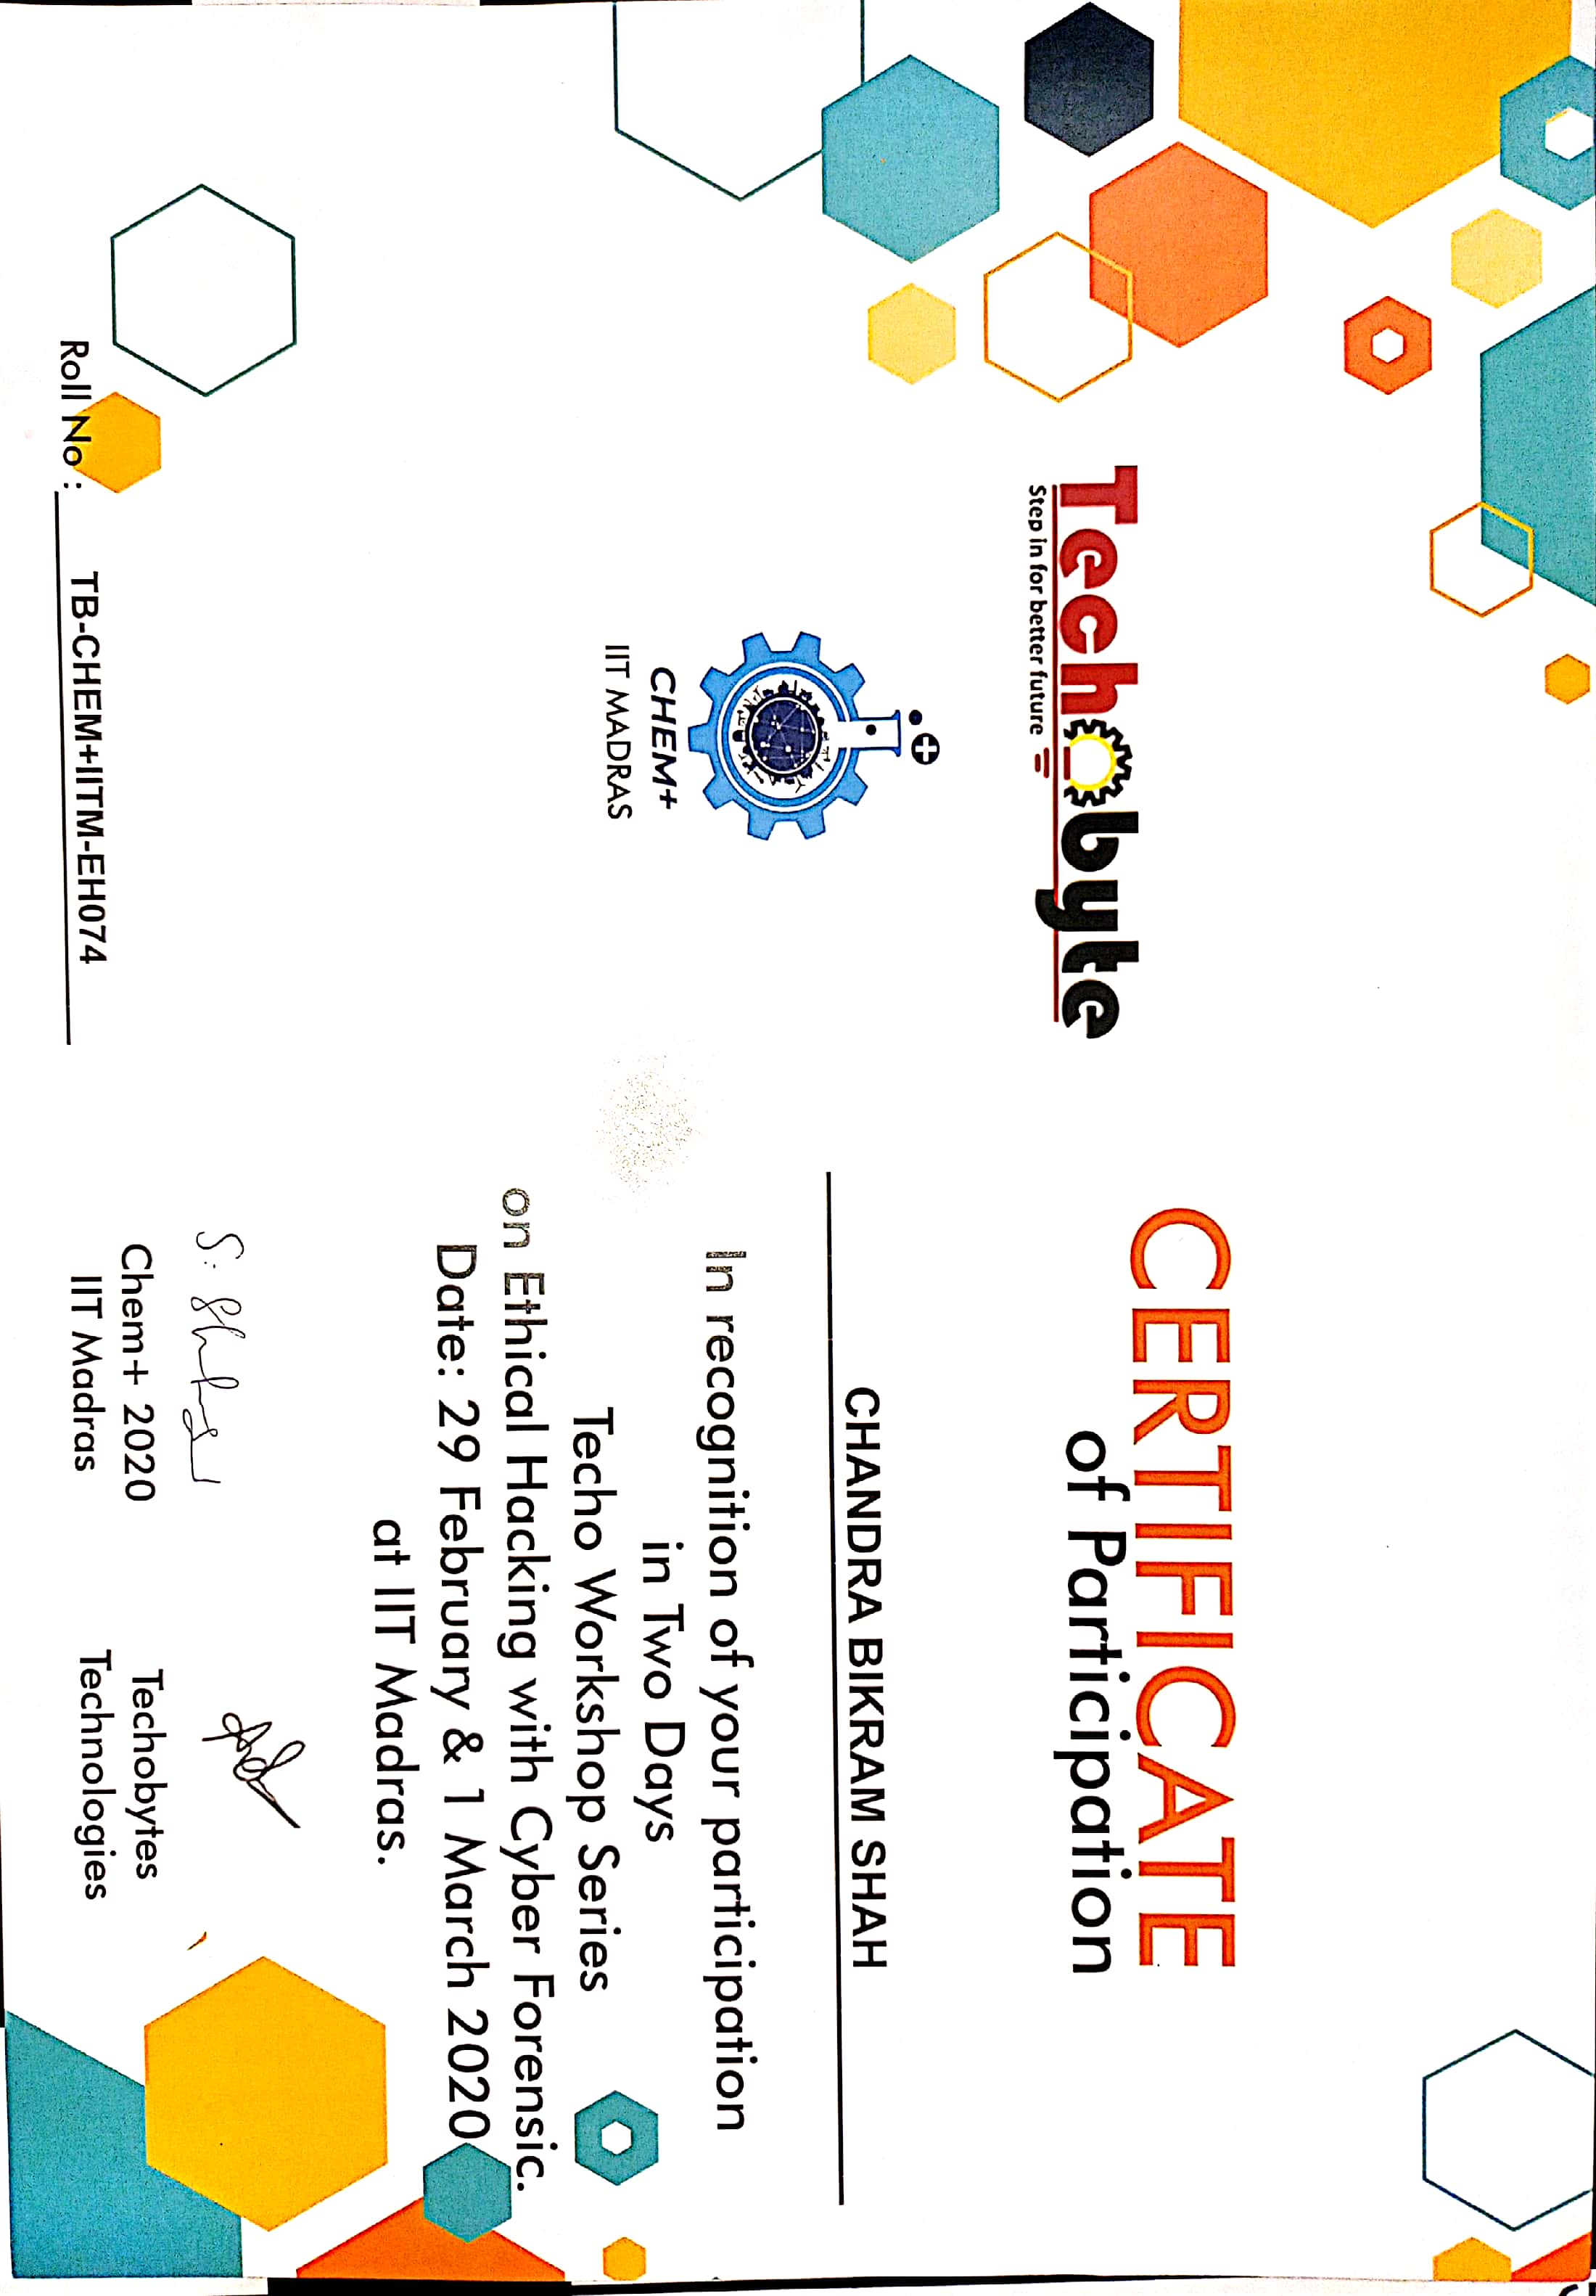 Techobyte
Step in for better future
CHEM+
IIT MADRAS
CERTIFICATE
of Participation
CHANDRA BIKRAM SHAH
In recognition of your participation
in Two Days
Techo Workshop Series
on Ethical Hacking with Cyber Forensic.
Date: 29 February & 1 March 2020
at IIT Madras.
Chem+ 2020
IIT Madras
Techobytes
Technologies
Roll No : TB-CHEM+IITM-EH074